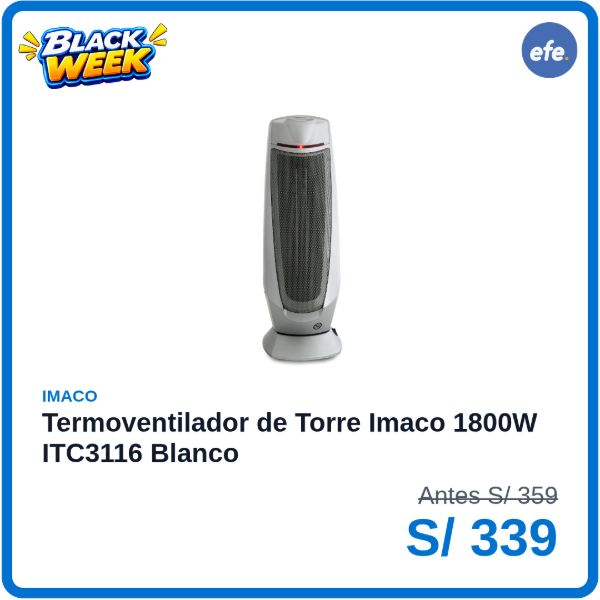 BLACK
WEEK
efe.
IMACO
Termoventilador de Torre Imaco 1800W
ITC3116 Blanco
Antes S/ 359
S/ 339